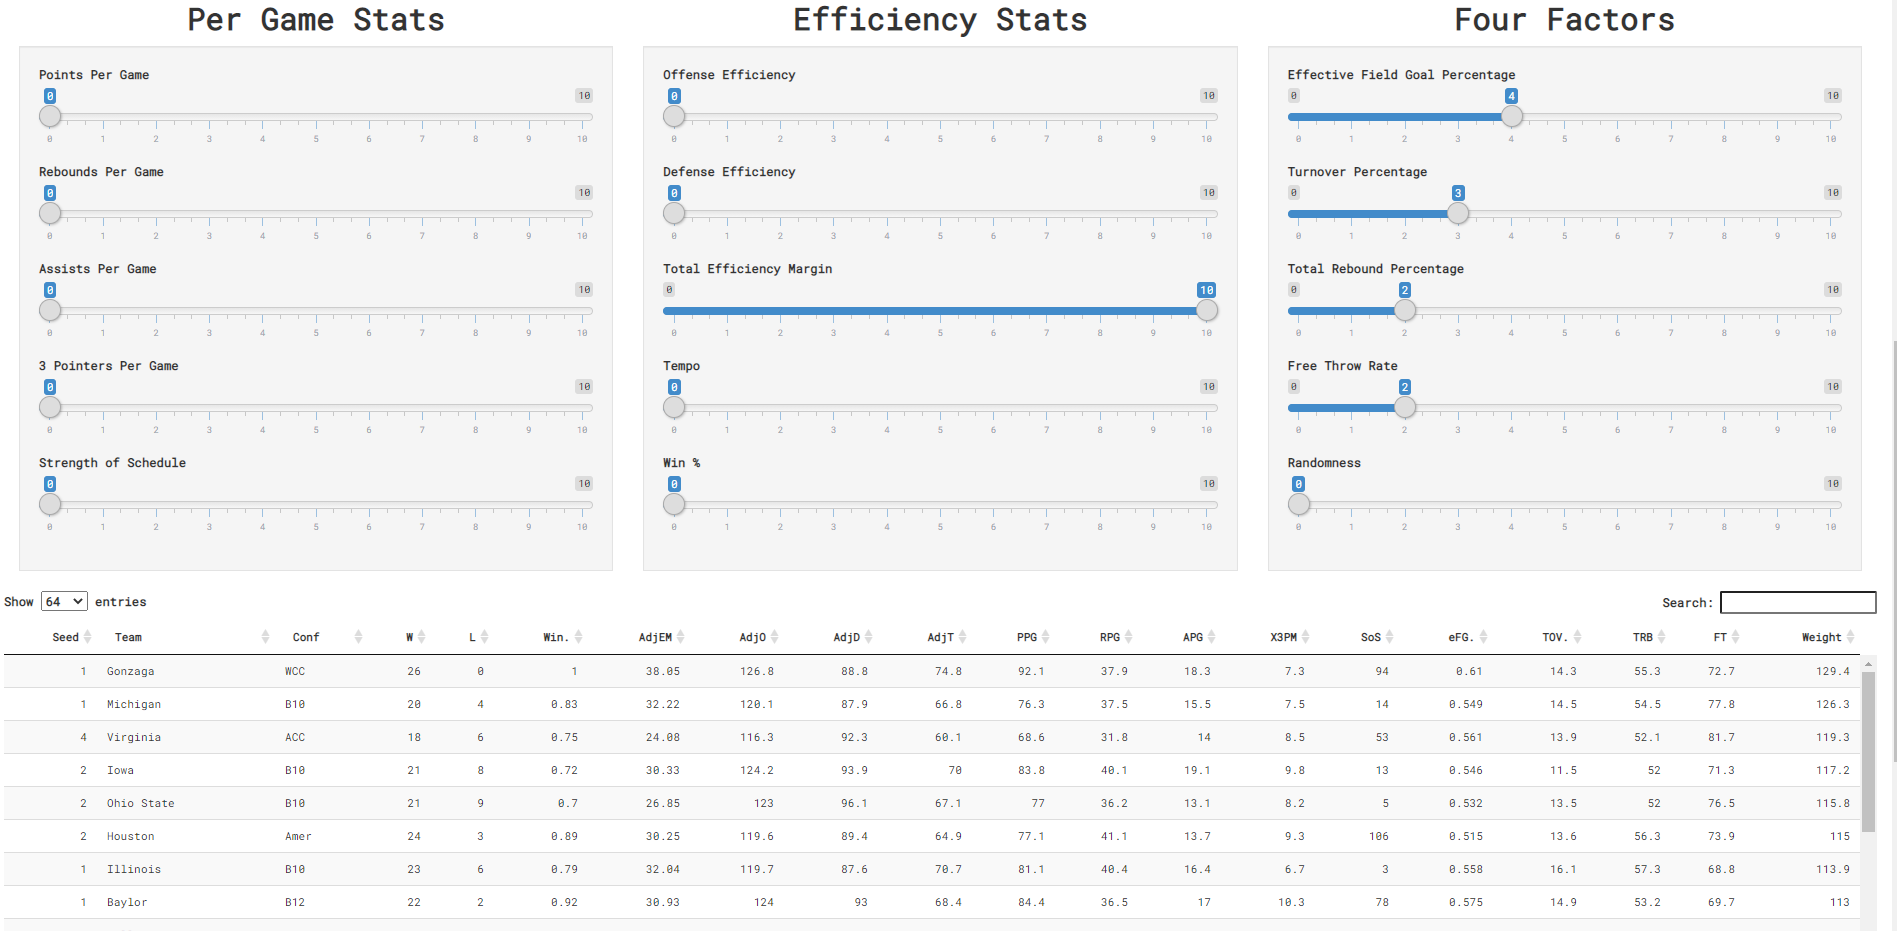 Per Game Stats
Points Per Game
0 10
0 1 2 3 4 5 6 7 8 9 10
Rebounds Per Game
0 10
0 1 2 3 4 5 6 7 8 9 10
Assists Per Game
0 10
0 1 2 3 4 5 6 7 8 9 10
3 Pointers Per Game
0 10
0 1 2 3 4 5 6 7 8 9 10
Strength of Schedule
0 10
0 1 2 3 4 5 6 7 8 9 10
Efficiency Stats
Offense Efficiency
0 10
0 1 2 3 4 5 6 7 8 9 10
Defense Efficiency
0 10
0 1 2 3 4 5 6 7 8 9 10
Total Efficiency Margin
0 10
0 1 2 3 4 5 6 7 8 9 10
Tempo
0 10
0 1 2 3 4 5 6 7 8 9 10
Win %
0 10
0 1 2 3 4 5 6 7 8 9 10
Four Factors
Effective Field Goal Percentage
0 4 10
0 1 2 3 4 5 6 7 8 9 10
Turnover Percentage
0 3 10
0 1 2 3 4 5 6 7 8 9 10
Total Rebound Percentage
0 2 10
0 1 2 3 4 5 6 7 8 9 10
Free Throw Rate
0 2 10
0 1 2 3 4 5 6 7 8 9 10
Randomness
0 10
0 1 2 3 4 5 6 7 8 9 10
Show 64 entries Search:
Seed Team Conf W L Win. AdjEM AdjO AdjD AdjT PPG RPG APG X3PM SoS eFG. TOV. TRB FT Weight
1 Gonzaga WCC 26 0 1 38.05 126.8 88.8 74.8 92.1 37.9 18.3 7.3 94 0.61 14.3 55.3 72.7 129.4
1 Michigan B10 20 4 0.83 32.22 120.1 87.9 66.8 76.3 37.5 15.5 7.5 14 0.549 14.5 54.5 77.8 126.3
4 Virginia ACC 18 6 0.75 24.08 116.3 92.3 60.1 68.6 31.8 14 8.5 53 0.561 13.9 52.1 81.7 119.3
2 Iowa B10 21 8 0.72 30.33 124.2 93.9 70 83.8 40.1 19.1 9.8 13 0.546 11.5 52 71.3 117.2
2 Ohio State B10 21 9 0.7 26.85 123 96.1 67.1 77 36.2 13.1 8.2 5 0.532 13.5 52 76.5 115.8
2 Houston Amer 24 3 0.89 30.25 119.6 89.4 64.9 77.1 41.1 13.7 9.3 106 0.515 13.6 56.3 73.9 115
1 Illinois B10 23 6 0.79 32.04 119.7 87.6 70.7 81.1 40.4 16.4 6.7 3 0.558 16.1 57.3 68.8 113.9
1 Baylor B12 22 2 0.92 30.93 124 93 68.4 84.4 36.5 17 10.3 78 0.575 14.9 53.2 69.7 113